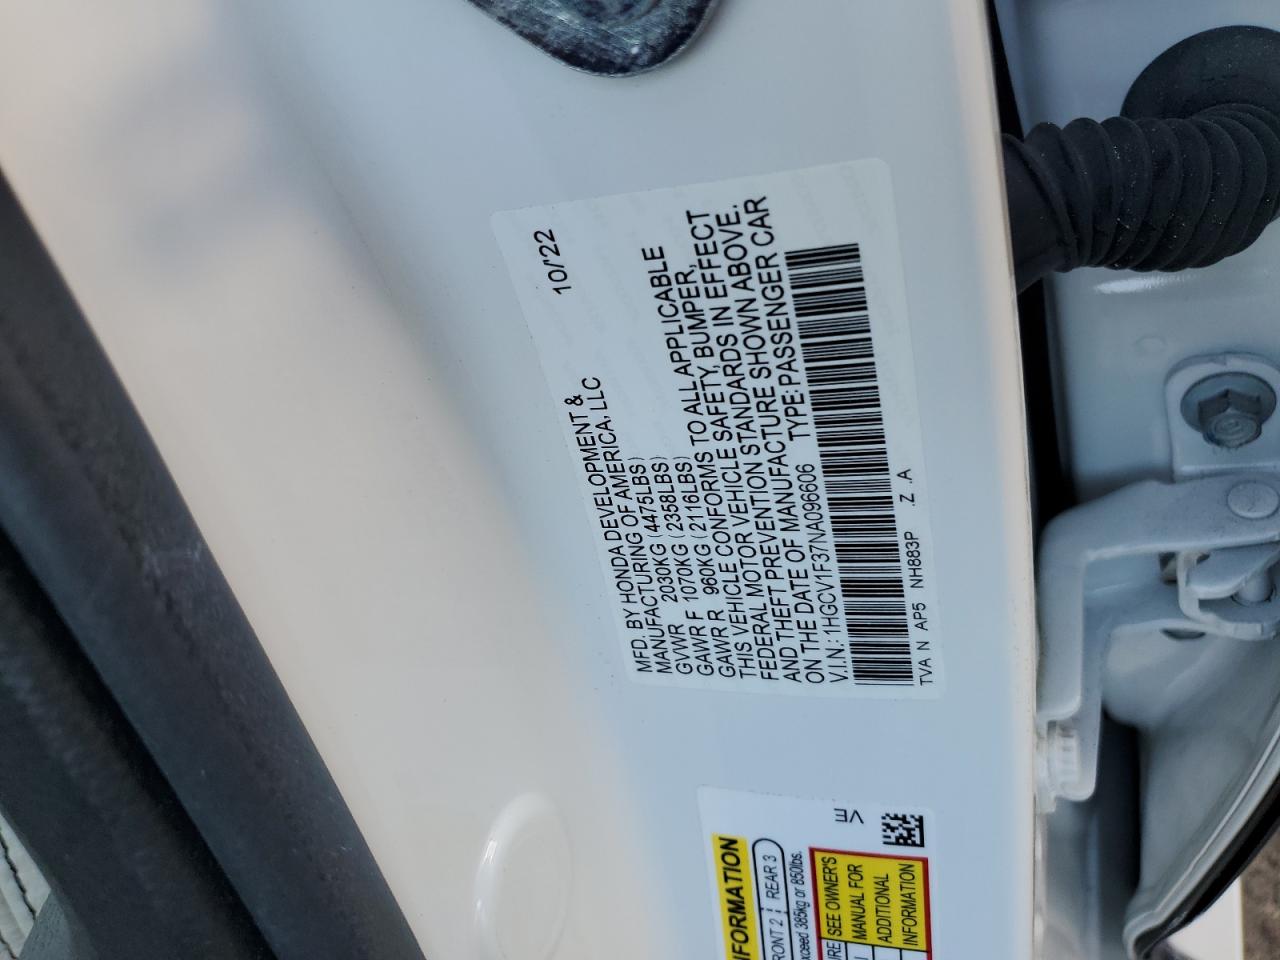 MFD. BY HONDA DEVELOPMENT & 10/22
MANUFACTURING OF AMERICA, LLC
GVWR 2030KG (4475LBS)
GAWR F 1070KG (2358LBS)
GAWR R 960KG (2116LBS)
THIS VEHICLE CONFORMS TO ALL APPLICABLE
FEDERAL MOTOR VEHICLE SAFETY, BUMPER,
AND THEFT PREVENTION STANDARDS IN EFFECT
ON THE DATE OF MANUFACTURE SHOWN ABOVE.
V.I.N.: 1HGCV1F37NA096606 TYPE: PASSENGER CAR
TVA N AP5 NH883P .Z .A
VE
REAR 3
850lbs.
SEE OWNER'S
MANUAL FOR
ADDITIONAL
INFORMATION